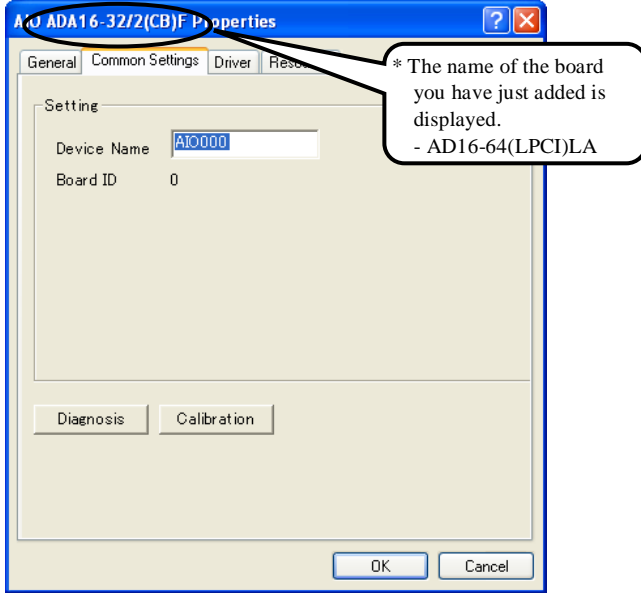 AIO ADA16-32/2(CB)F Properties
* The name of the board
you have just added is
displayed.
- AD16-64(LPCI)LA
General Common Settings Driver
Setting
Device Name AIO000
Board ID 0
Diagnosis Calibration
OK Cancel